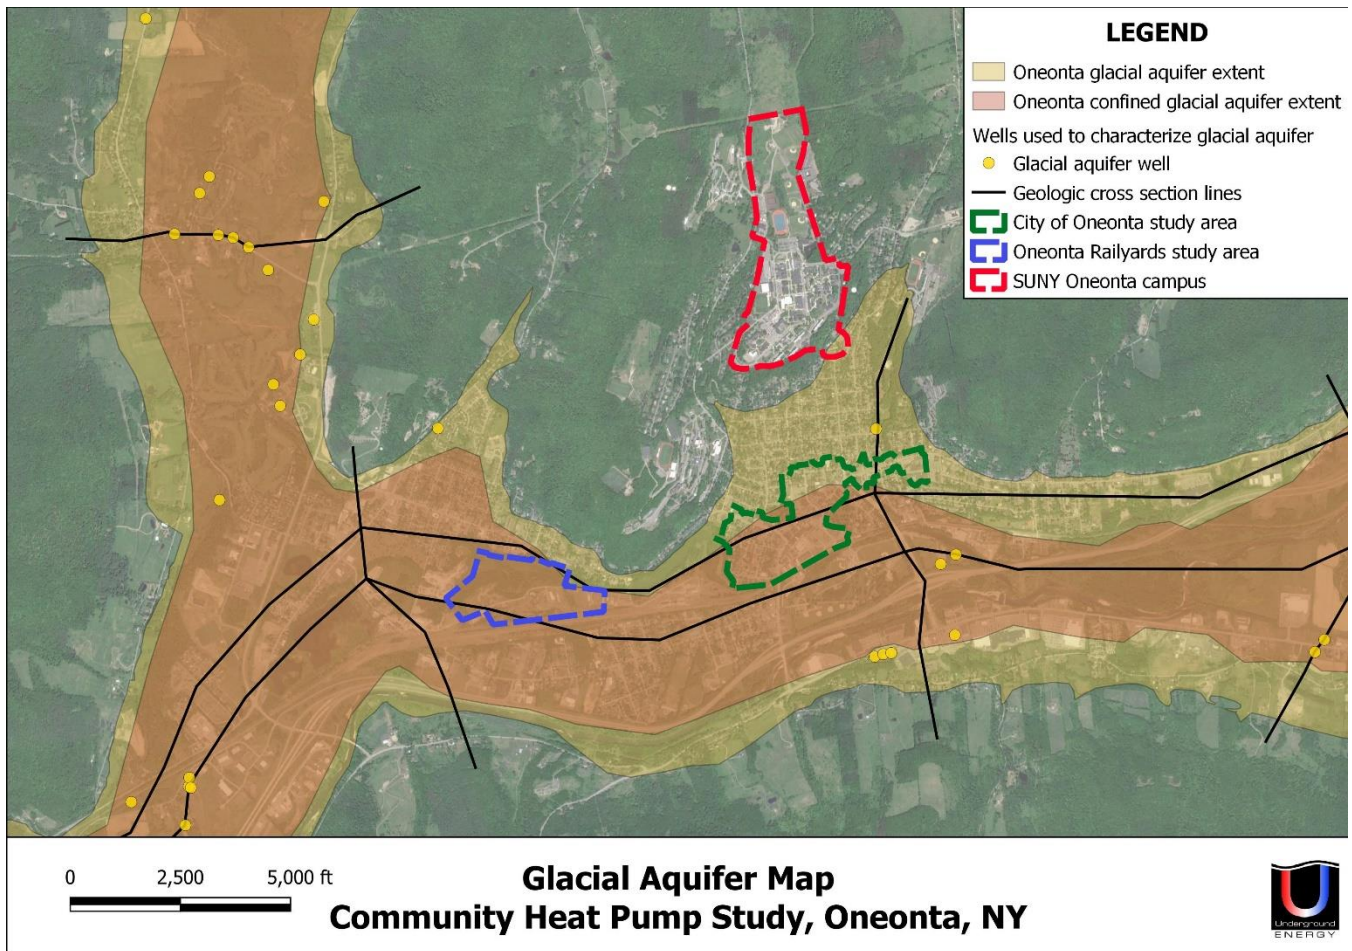 LEGEND
Oneonta glacial aquifer extent
Oneonta confined glacial aquifer extent
Wells used to characterize glacial aquifer
Glacial aquifer well
Geologic cross section lines
City of Oneonta study area
Oneonta Railyards study area
SUNY Oneonta campus
0 2,500 5,000 ft
Glacial Aquifer Map
Community Heat Pump Study, Oneonta, NY
Underground
ENERGY